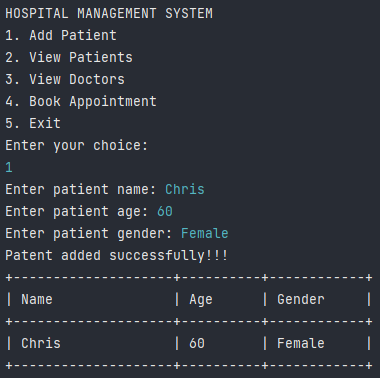 HOSPITAL MANAGEMENT SYSTEM
1. Add Patient
2. View Patients
3. View Doctors
4. Book Appointment
5. Exit
Enter your choice:
1
Enter patient name: Chris
Enter patient age: 60
Enter patient gender: Female
Patent added successfully!!!
+--------------------+----------+------------+
| Name               | Age      | Gender     |
+--------------------+----------+------------+
| Chris              | 60       | Female     |
+--------------------+----------+------------+